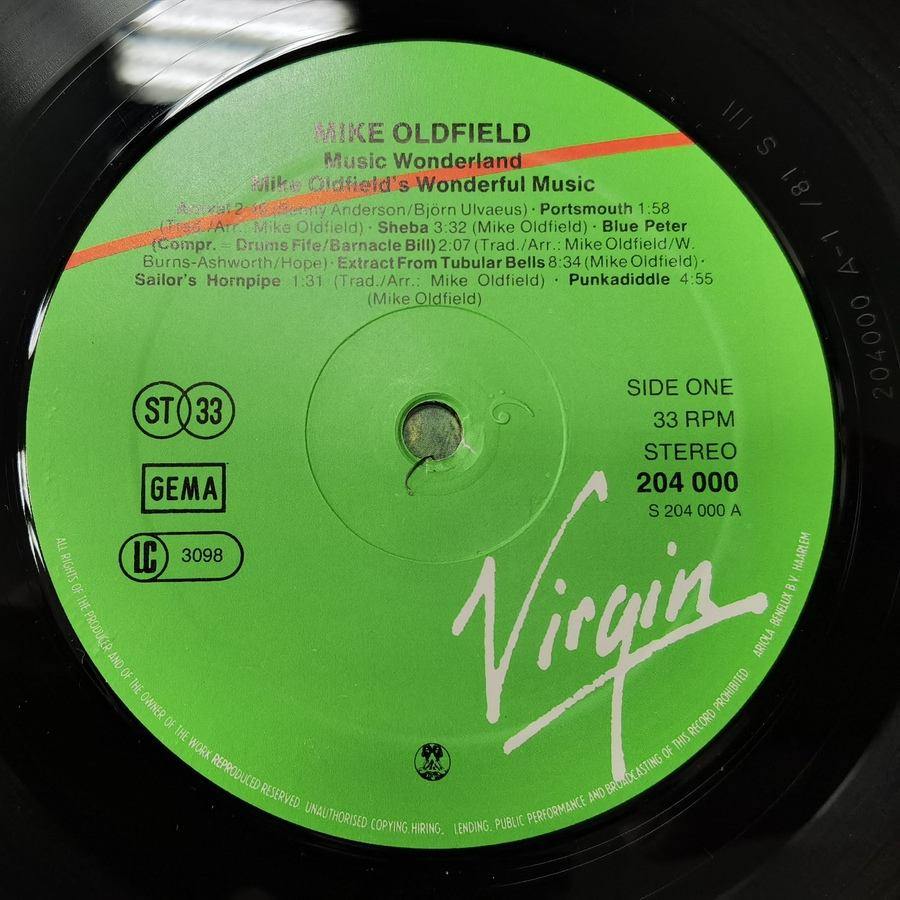 MIKE OLDFIELD
Music Wonderland
Mike Oldfield's Wonderful Music
Arrival (Benny Anderson/Björn Ulvaeus) · Portsmouth 1:58
(Trad./Arr.: Mike Oldfield) · Sheba 3:32 (Mike Oldfield) · Blue Peter
(Compr. = Drums Fife/Barnacle Bill) 2:07 (Trad./Arr.: Mike Oldfield/W.
Burns-Ashworth/Hope) · Extract From Tubular Bells 8:34 (Mike Oldfield) ·
Sailor's Hornpipe 1:31 (Trad./Arr.: Mike Oldfield) · Punkadiddle 4:55
(Mike Oldfield)
ST 33
GEMA
LC 3098
SIDE ONE
33 RPM
STEREO
204 000
S 204 000 A
Virgin
ALL RIGHTS OF THE PRODUCER AND OF THE OWNER OF THE WORK REPRODUCED RESERVED. UNAUTHORISED COPYING, HIRING, LENDING, PUBLIC PERFORMANCE AND BROADCASTING OF THIS RECORD PROHIBITED
ARIOLA BENELUX B.V. HAARLEM
204000 A-1 /81 S III